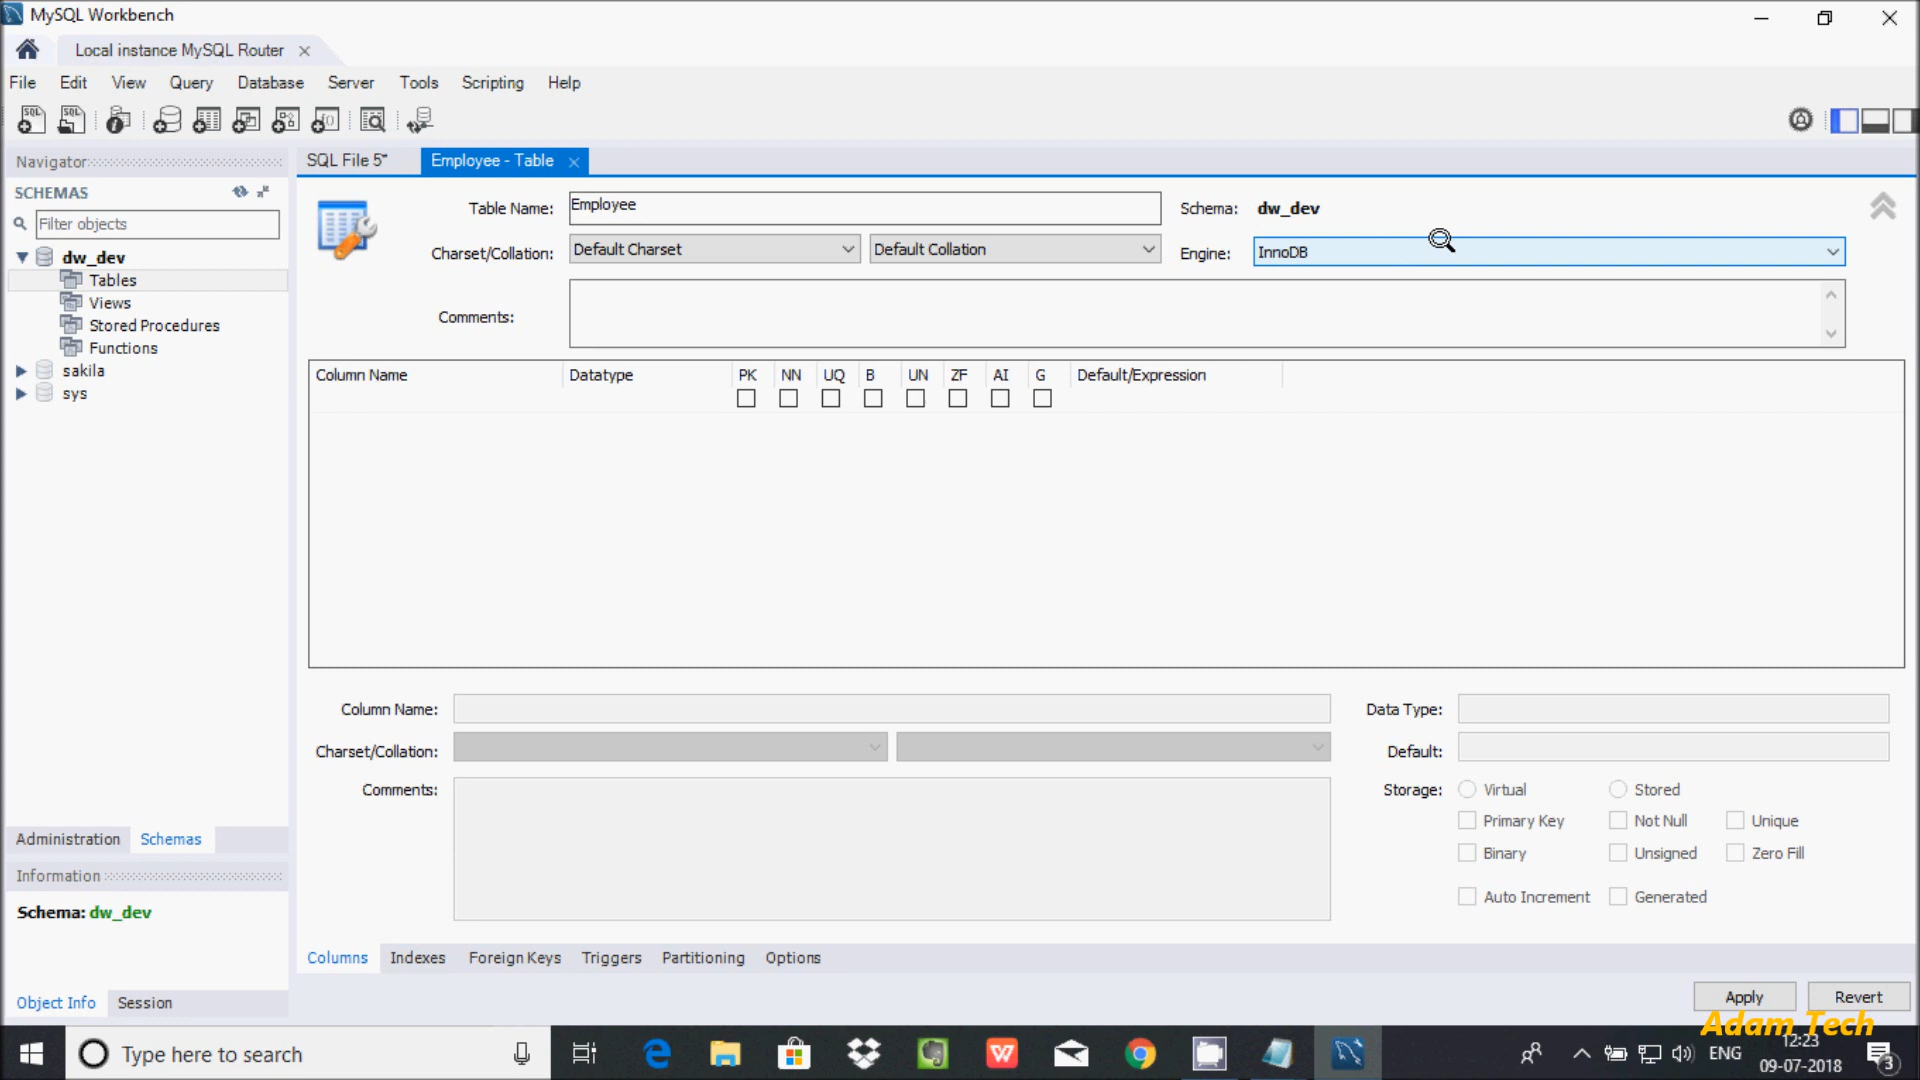 MySQL Workbench
Local instance MySQL Router
File Edit View Query Database Server Tools Scripting Help
SQL SQL
Navigator
SCHEMAS
Filter objects
dw_dev
Tables
Views
Stored Procedures
Functions
sakila
sys
Administration Schemas
Information
Schema: dw_dev
Object Info Session
SQL File 5* Employee - Table
Table Name: Employee Schema: dw_dev
Charset/Collation: Default Charset Default Collation Engine: InnoDB
Comments:
Column Name Datatype PK NN UQ B UN ZF AI G Default/Expression
Column Name: Data Type:
Charset/Collation: Default:
Comments: Storage: Virtual Stored
Primary Key Not Null Unique
Binary Unsigned Zero Fill
Auto Increment Generated
Columns Indexes Foreign Keys Triggers Partitioning Options
Apply Revert
Adam Tech
Type here to search ENG 12:23
09-07-2018 3